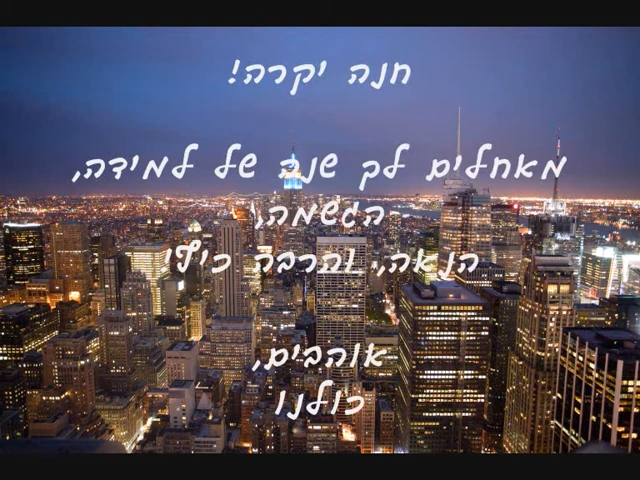 חנה יקרה!
מאחלים לך שנה של למידה,
הגשמה,
הנאה, והרבה כיף!
אוהבים,
כולנו